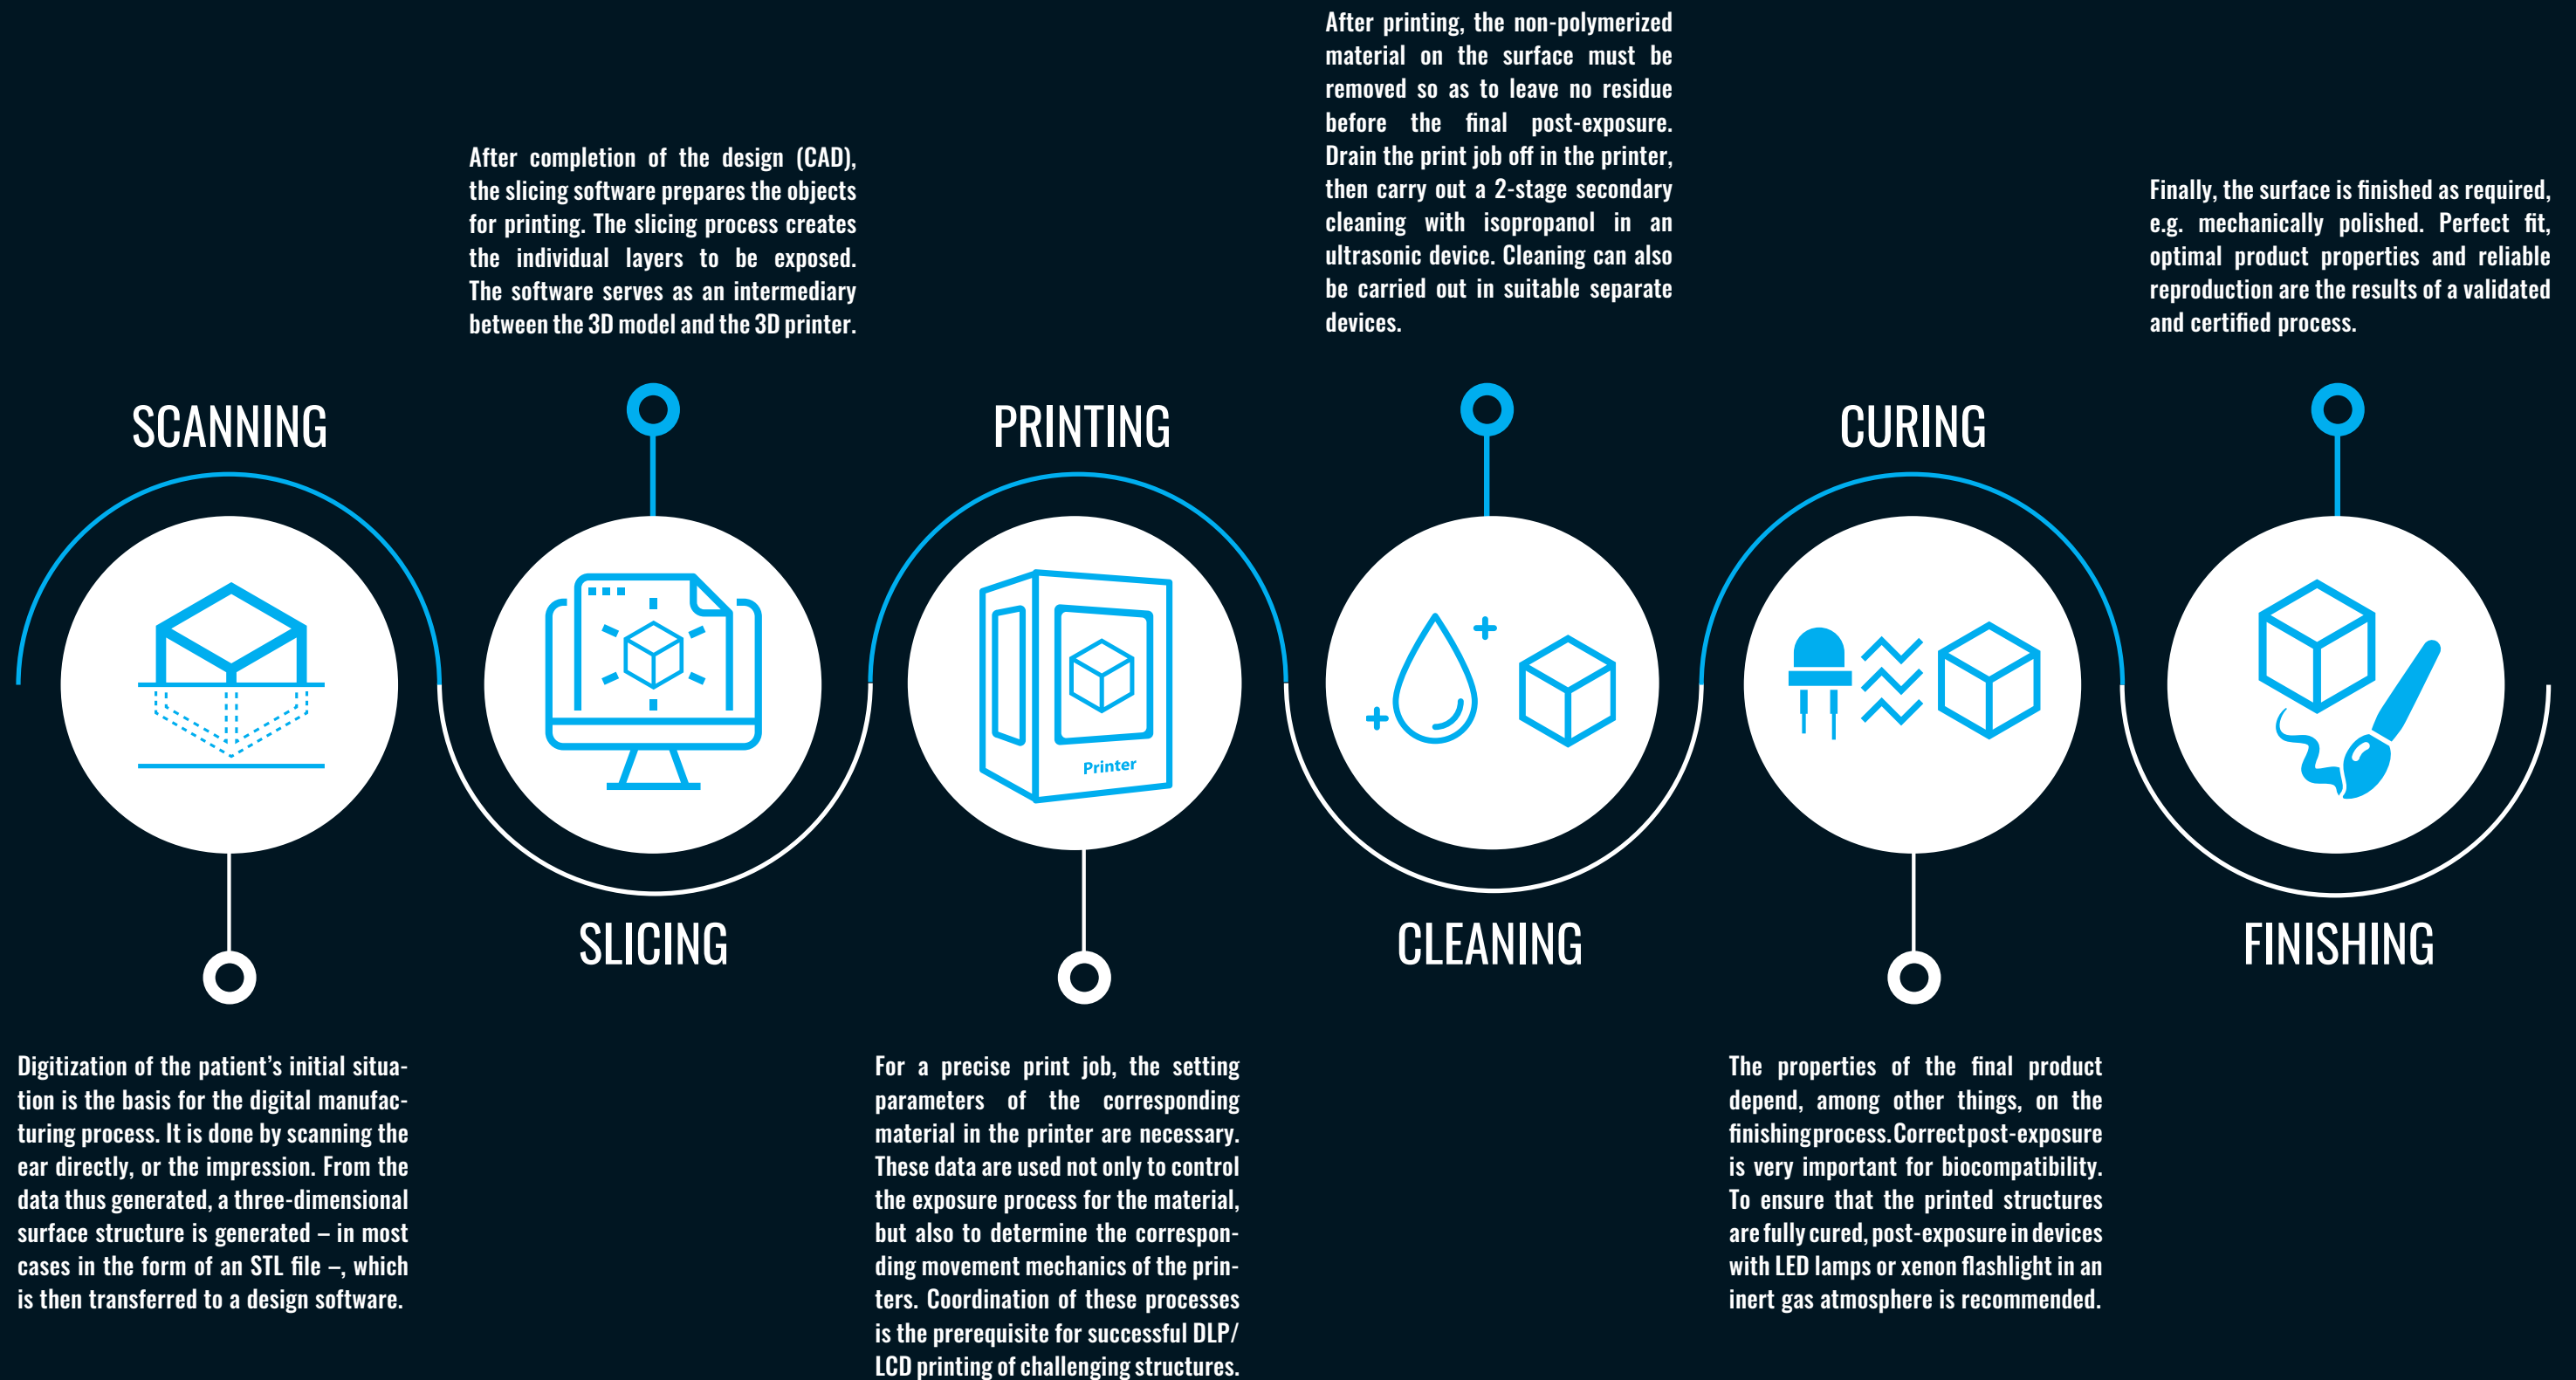 SCANNING
Digitization of the patient’s initial situa-
tion is the basis for the digital manufac-
turing process. It is done by scanning the
ear directly, or the impression. From the
data thus generated, a three-dimensional
surface structure is generated – in most
cases in the form of an STL file –, which
is then transferred to a design software.
After completion of the design (CAD),
the slicing software prepares the objects
for printing. The slicing process creates
the individual layers to be exposed.
The software serves as an intermediary
between the 3D model and the 3D printer.
SLICING
PRINTING
Printer
For a precise print job, the setting
parameters of the corresponding
material in the printer are necessary.
These data are used not only to control
the exposure process for the material,
but also to determine the correspon-
ding movement mechanics of the prin-
ters. Coordination of these processes
is the prerequisite for successful DLP/
LCD printing of challenging structures.
After printing, the non-polymerized
material on the surface must be
removed so as to leave no residue
before the final post-exposure.
Drain the print job off in the printer,
then carry out a 2-stage secondary
cleaning with isopropanol in an
ultrasonic device. Cleaning can also
be carried out in suitable separate
devices.
CLEANING
CURING
The properties of the final product
depend, among other things, on the
finishing process. Correct post-exposure
is very important for biocompatibility.
To ensure that the printed structures
are fully cured, post-exposure in devices
with LED lamps or xenon flashlight in an
inert gas atmosphere is recommended.
Finally, the surface is finished as required,
e.g. mechanically polished. Perfect fit,
optimal product properties and reliable
reproduction are the results of a validated
and certified process.
FINISHING